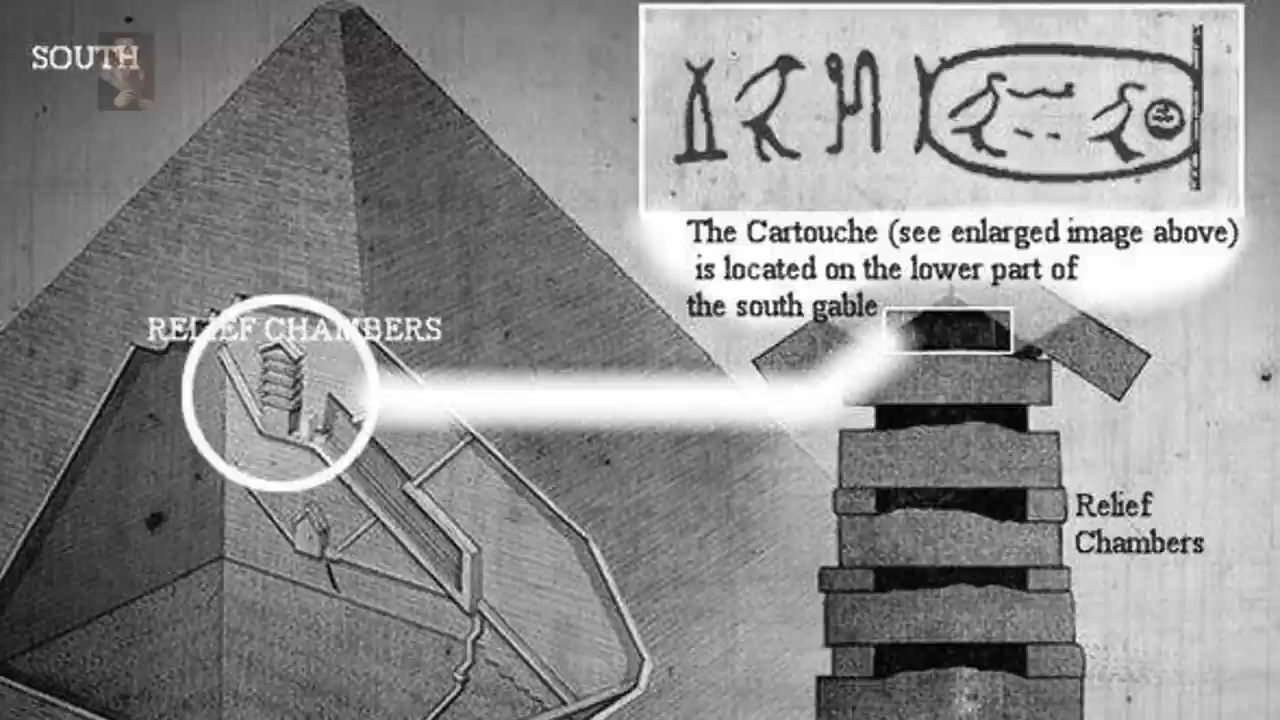 SOUTH
The Cartouche (see enlarged image above)
is located on the lower part of
the south gable
RELIEF CHAMBERS
Relief
Chambers